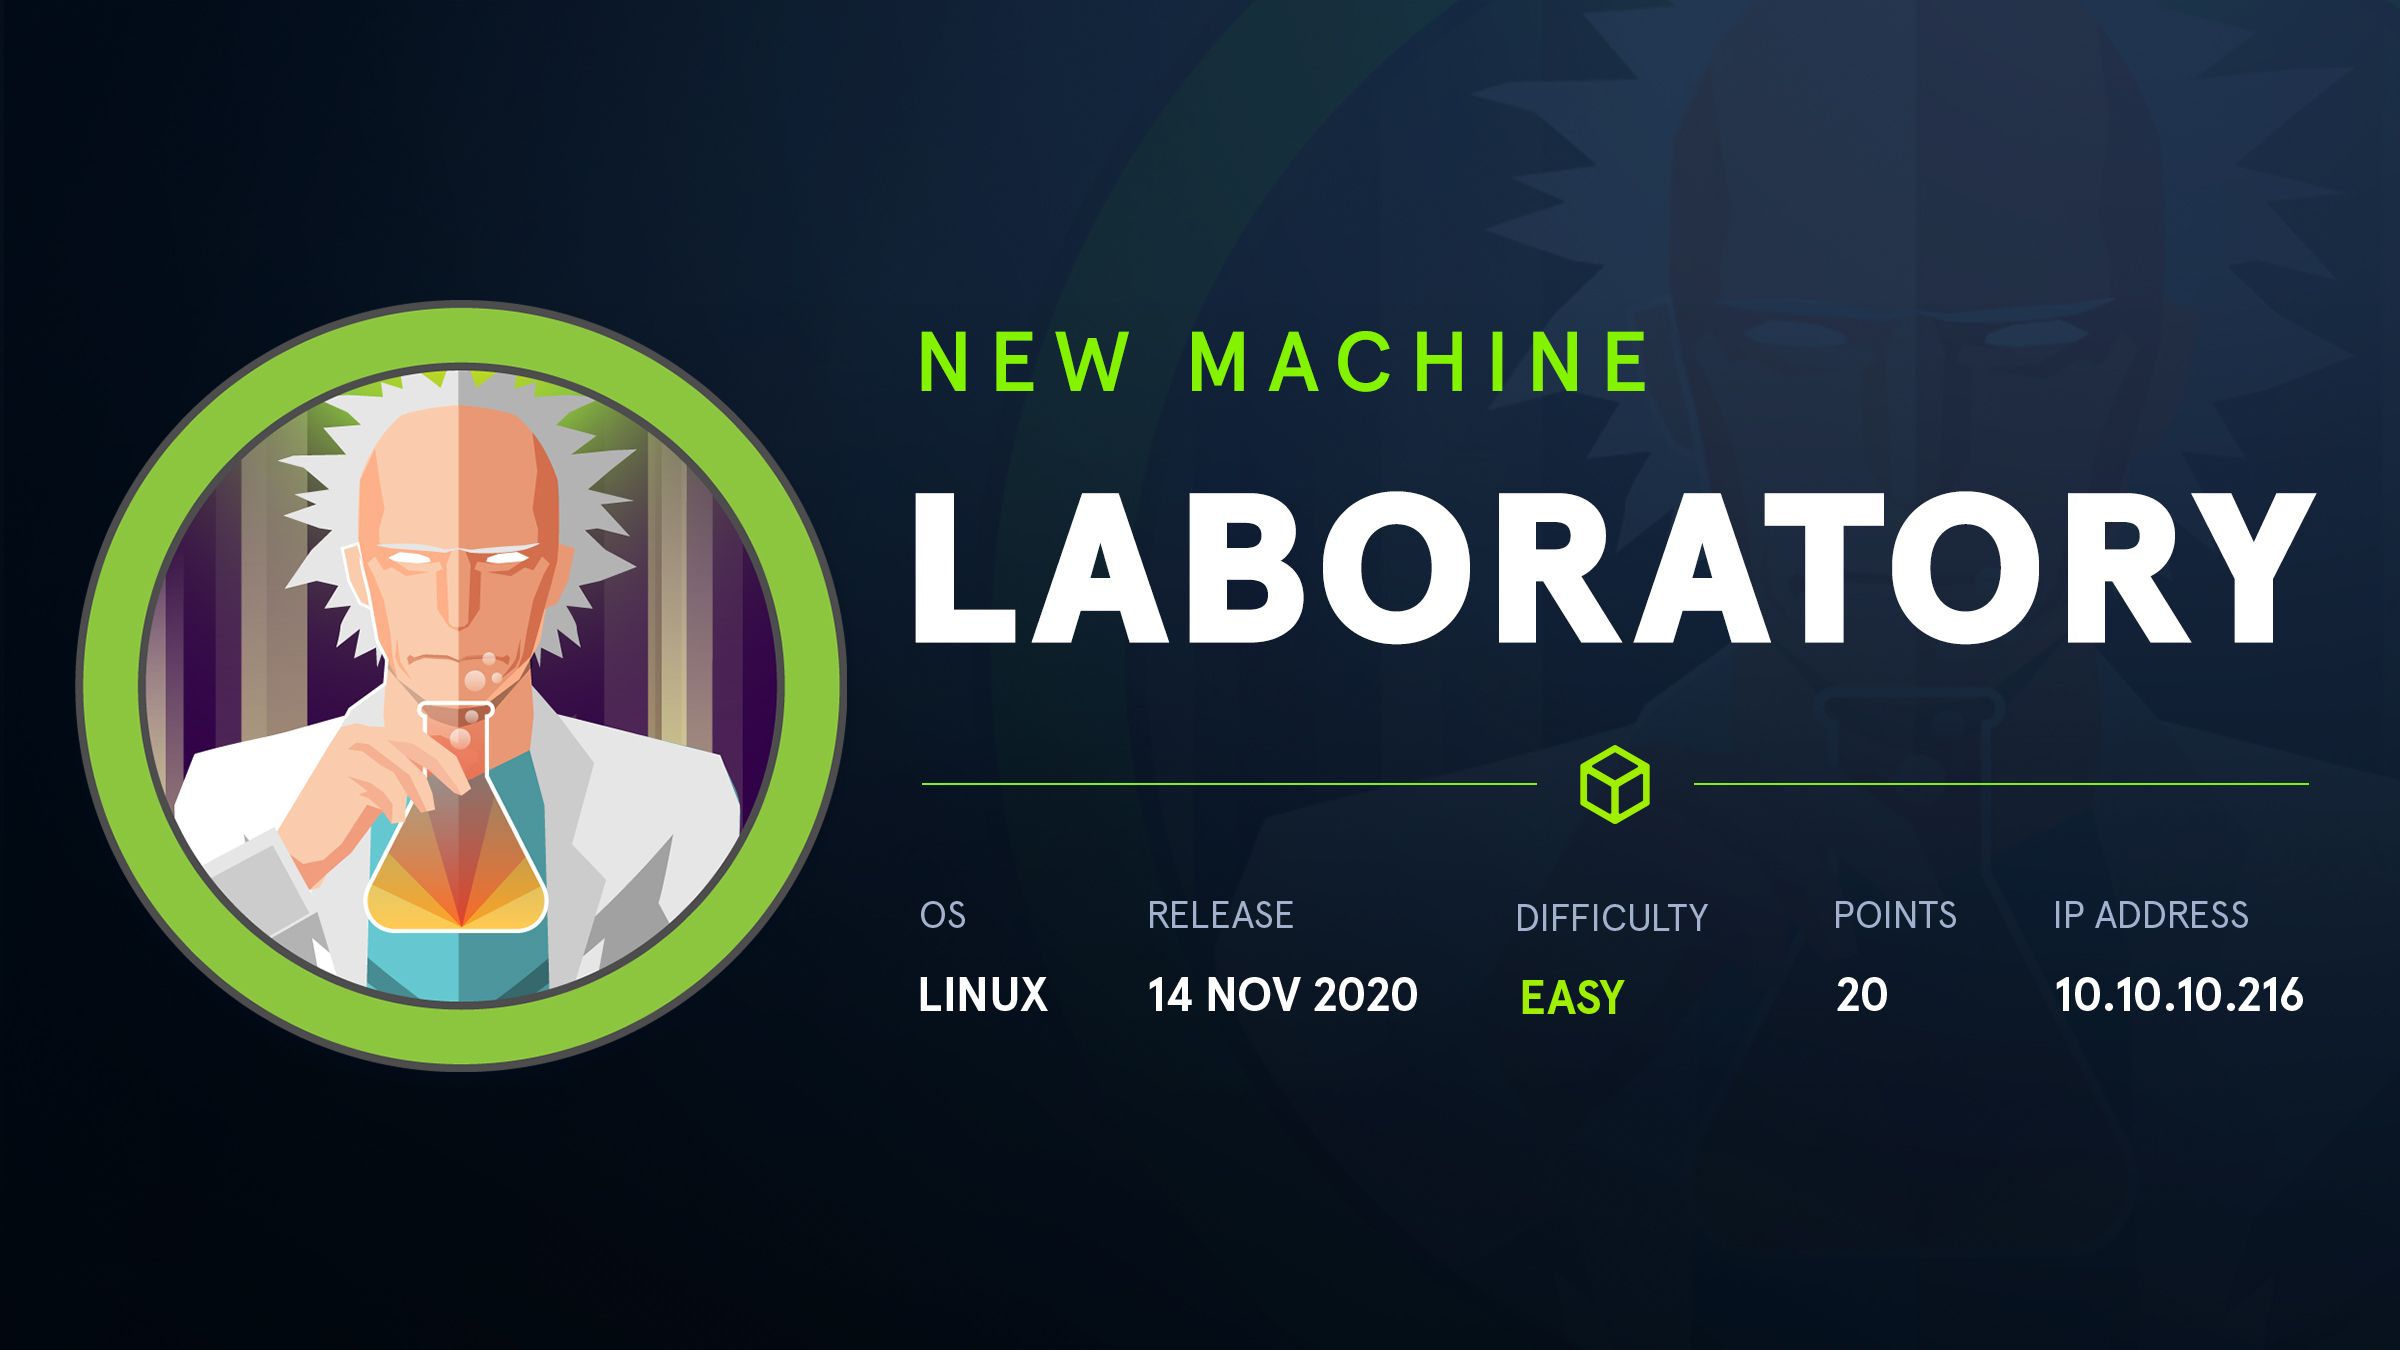 NEW MACHINE
LABORATORY
OS RELEASE DIFFICULTY POINTS IP ADDRESS
LINUX 14 NOV 2020 EASY 20 10.10.10.216